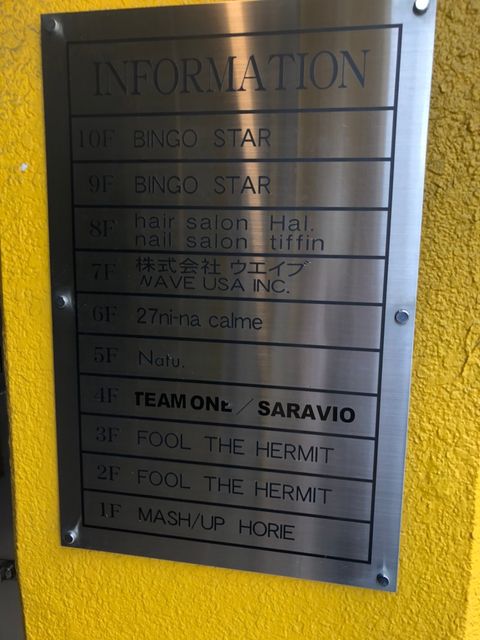 INFORMATION
10F BINGO STAR
9F BINGO STAR
8F hair salon Hal.
nail salon tiffin
7F 株式会社 ウエイブ
WAVE USA INC.
6F 27ni-na calme
5F Natu.
4F TEAM ONE / SARAVIO
3F FOOL THE HERMIT
2F FOOL THE HERMIT
1F MASH/UP HORIE